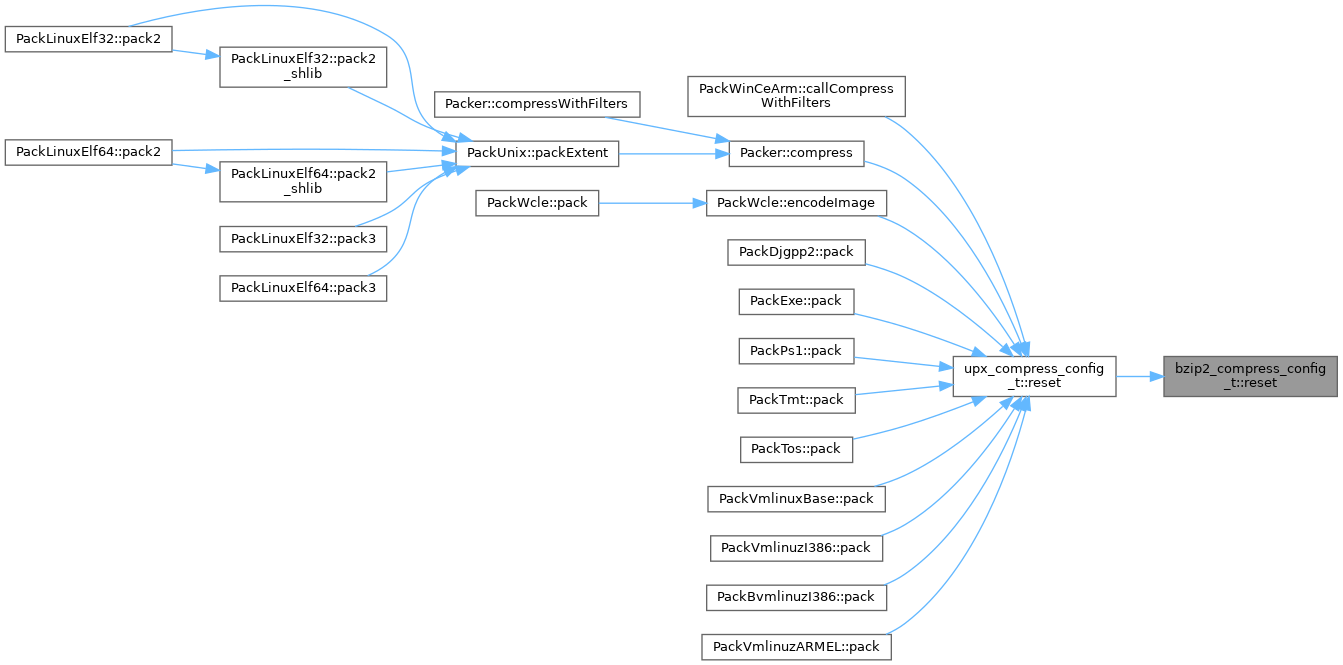 PackLinuxElf32::pack2
PackLinuxElf32::pack2
_shlib
PackLinuxElf64::pack2
PackLinuxElf64::pack2
_shlib
PackLinuxElf32::pack3
PackLinuxElf64::pack3
Packer::compressWithFilters
PackUnix::packExtent
PackWcle::pack
PackWinCeArm::callCompress
WithFilters
Packer::compress
PackWcle::encodeImage
PackDjgpp2::pack
PackExe::pack
PackPs1::pack
PackTmt::pack
PackTos::pack
PackVmlinuxBase::pack
PackVmlinuzI386::pack
PackBvmlinuzI386::pack
PackVmlinuzARMEL::pack
upx_compress_config
_t::reset
bzip2_compress_config
_t::reset